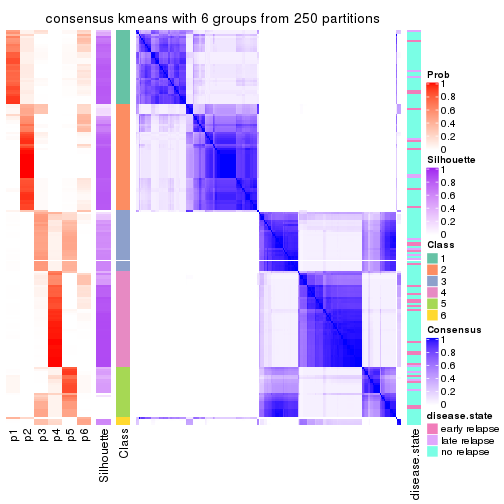 consensus kmeans with 6 groups from 250 partitions
p1
p2
p3
p4
p5
p6
Silhouette
Class
disease.state
Prob
1
0.8
0.6
0.4
0.2
0
Silhouette
1
0.8
0.6
0.4
0.2
0
Class
1
2
3
4
5
6
Consensus
1
0.8
0.6
0.4
0.2
0
disease.state
early relapse
late relapse
no relapse